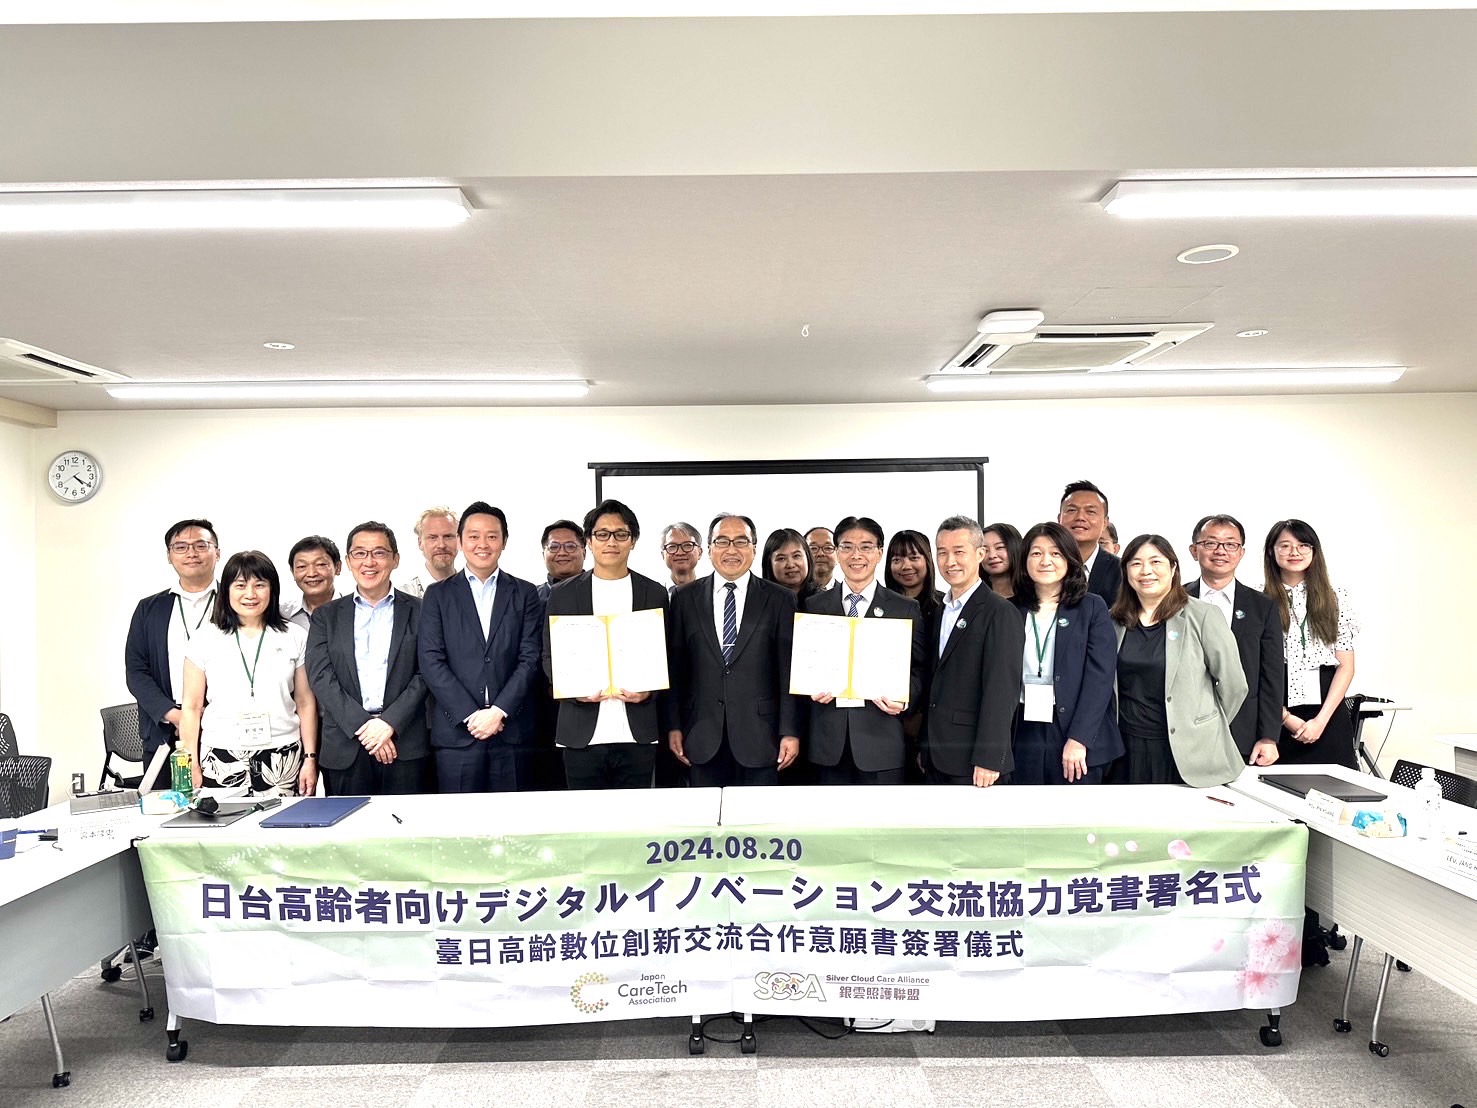 2024.08.20
日台高齢者向けデジタルイノベーション交流協力覚書署名式
臺日高齡數位創新交流合作意願書簽署儀式
Japan
CareTech
Association
SCCA
Silver Cloud Care Alliance
銀雲照護聯盟